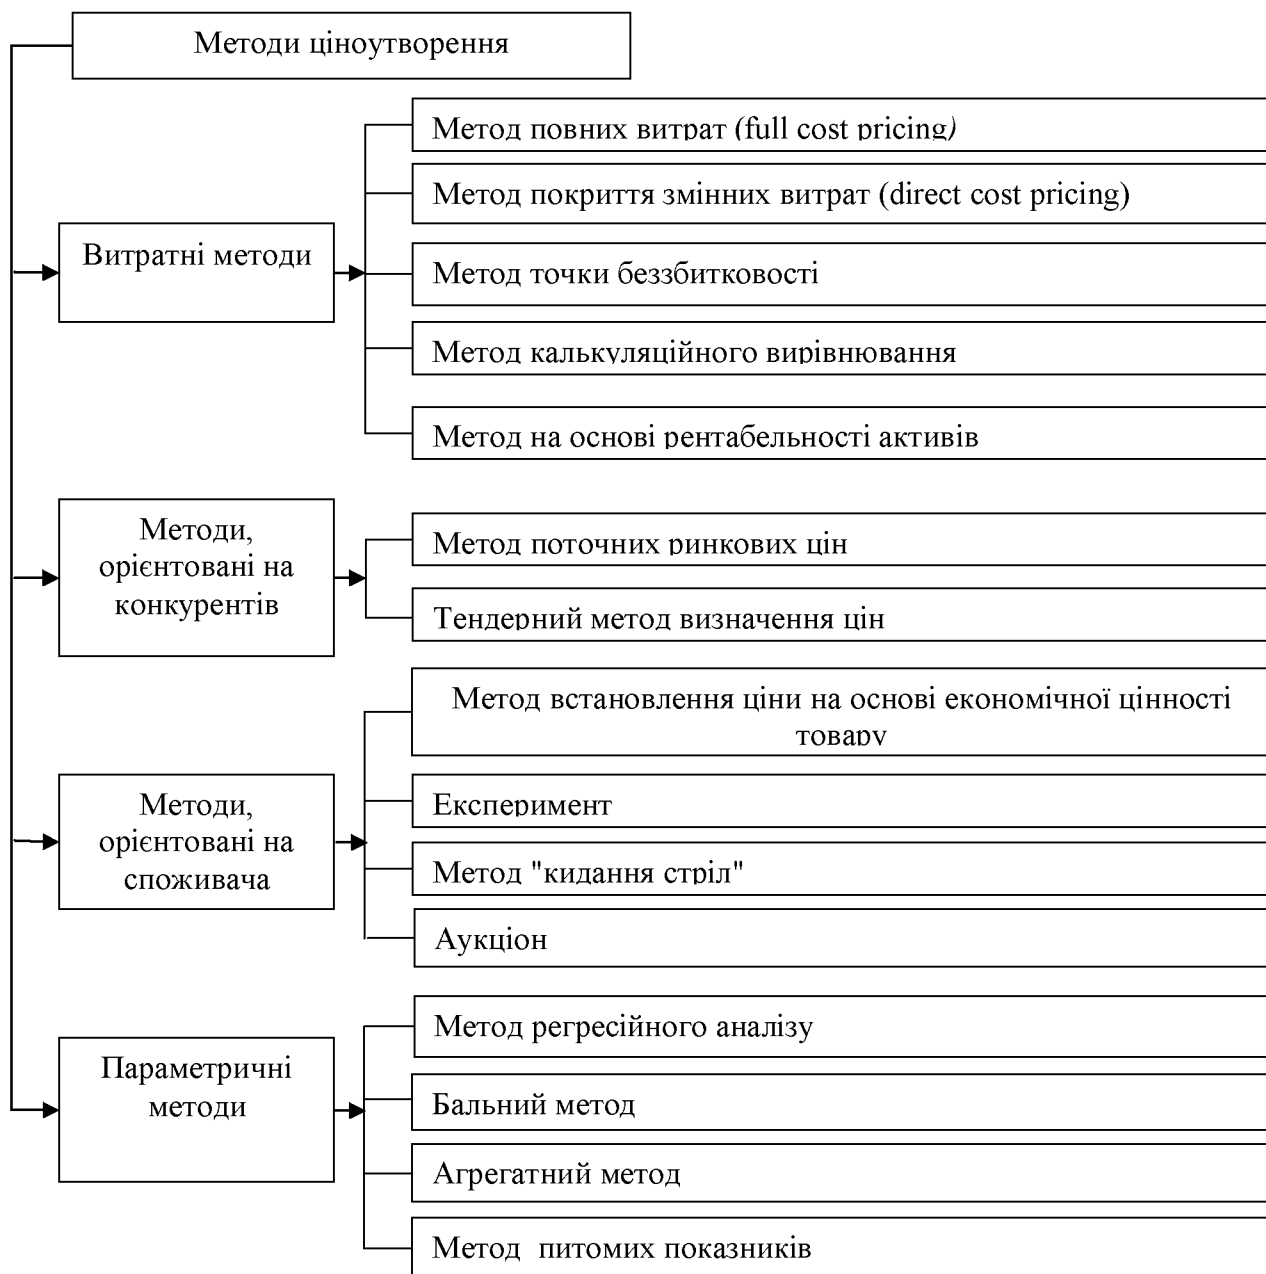 Методи ціноутворення
Метод повних витрат (full cost pricing)
Метод покриття змінних витрат (direct cost pricing)
Витратні методи
Метод точки беззбитковості
Метод калькуляційного вирівнювання
Метод на основі рентабельності активів
Методи,
орієнтовані на
конкурентів
Метод поточних ринкових цін
Тендерний метод визначення цін
Метод встановлення ціни на основі економічної цінності
товару
Методи,
орієнтовані на
споживача
Експеримент
Метод "кидання стріл"
Аукціон
Параметричні
методи
Метод регресійного аналізу
Бальний метод
Агрегатний метод
Метод питомих показників